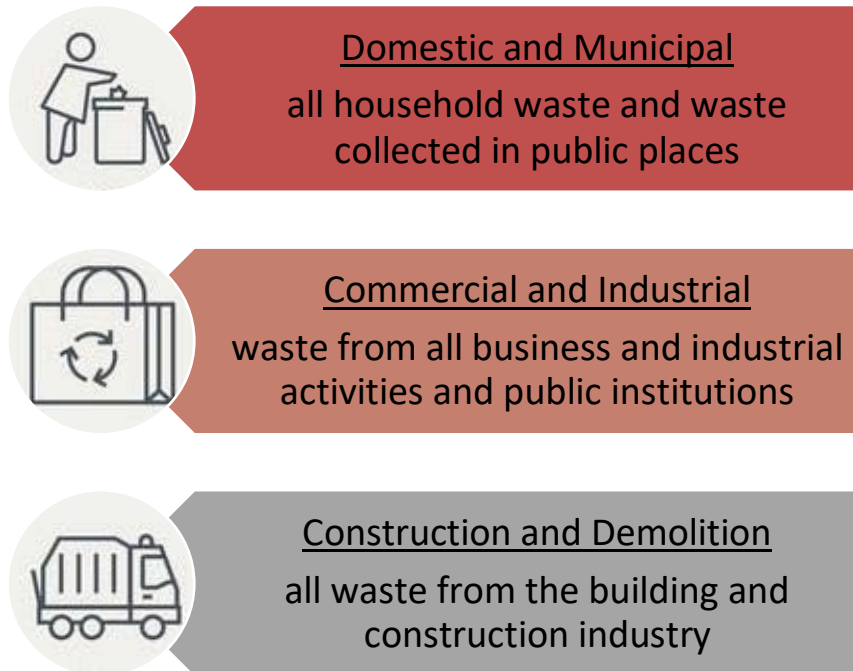 Domestic and Municipal
all household waste and waste
collected in public places
Commercial and Industrial
waste from all business and industrial
activities and public institutions
Construction and Demolition
all waste from the building and
construction industry